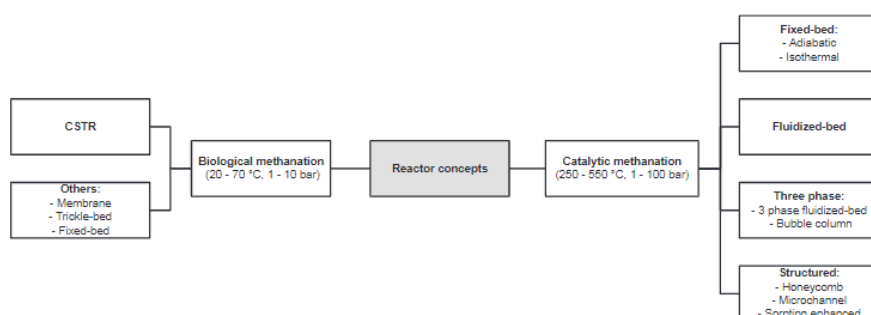 Fixed-bed:
- Adiabatic
- Isothermal
CSTR
Fluidized-bed
Biological methanation
(20 - 70 °C, 1 - 10 bar)
Reactor concepts
Catalytic methanation
(250 - 550 °C, 1 - 100 bar)
Others:
- Membrane
- Trickle-bed
- Fixed-bed
Three phase:
- 3 phase fluidized-bed
- Bubble column
Structured:
- Honeycomb
- Microchannel
- Sorption enhanced